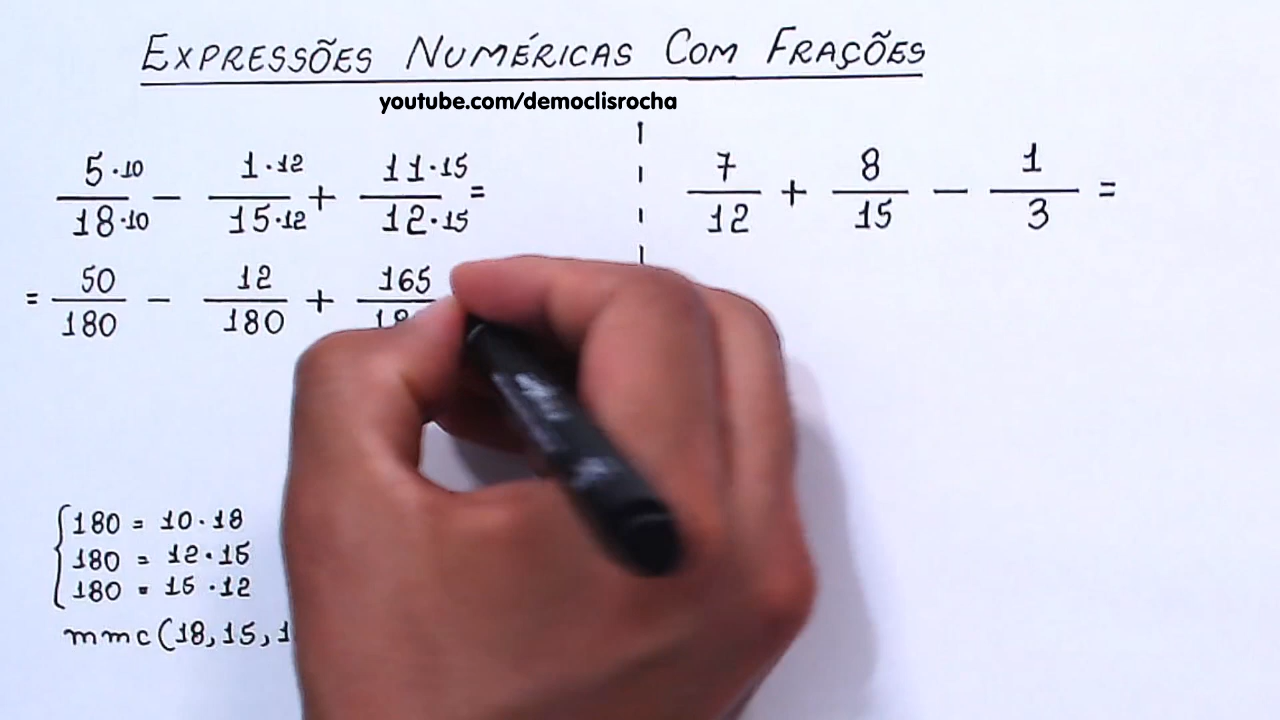 EXPRESSÕES NUMÉRICAS COM FRAÇÕES
youtube.com/democlisrocha
5·10/18·10 − 1·12/15·12 + 11·15/12·15 =
= 50/180 − 12/180 + 165/18
180 = 10·18
180 = 12·15
180 = 15·12
mmc(18,15,1
7/12 + 8/15 − 1/3 =